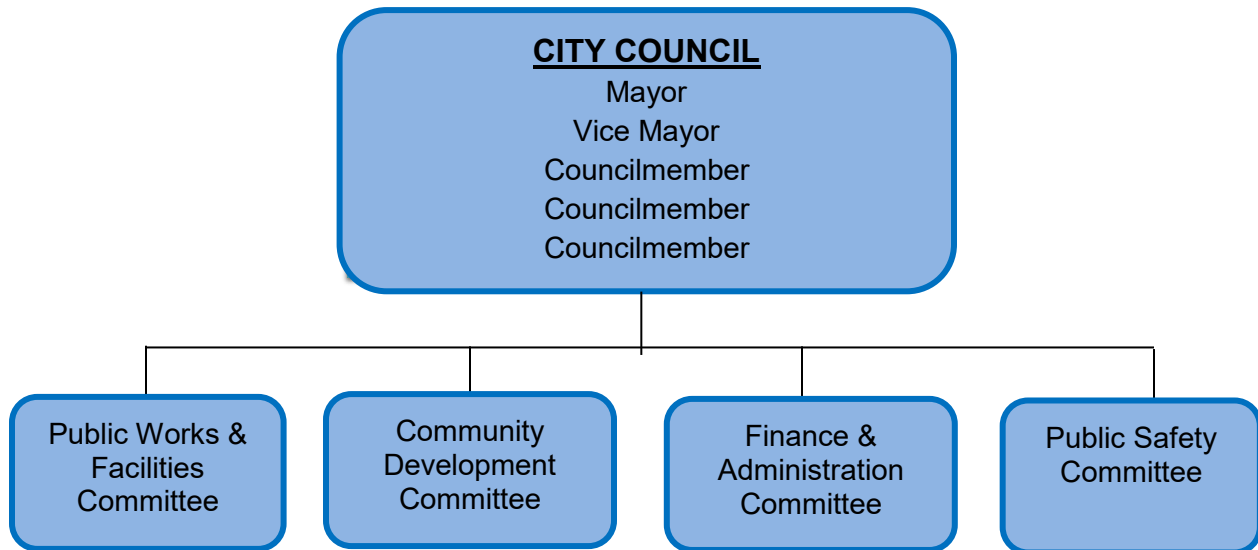 CITY COUNCIL
Mayor
Vice Mayor
Councilmember
Councilmember
Councilmember
Public Works &
Facilities
Committee
Community
Development
Committee
Finance &
Administration
Committee
Public Safety
Committee